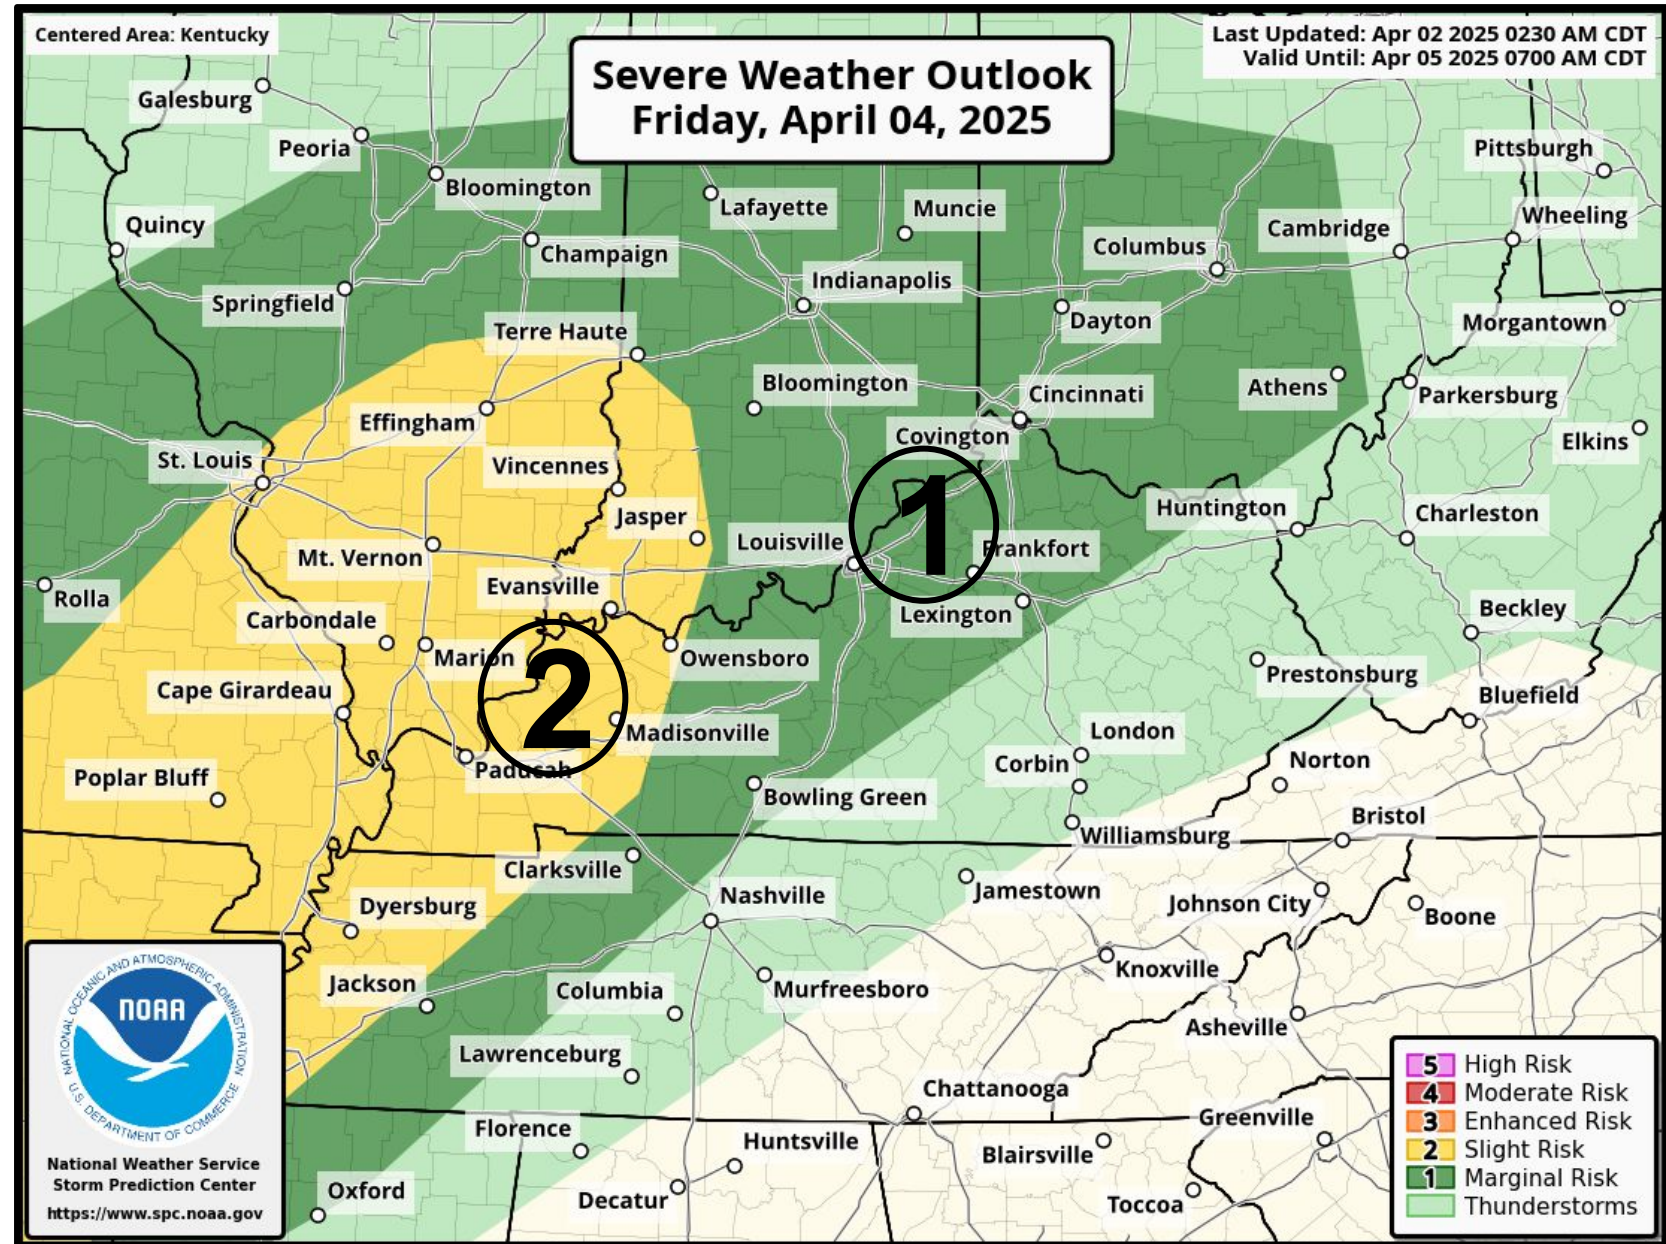 Centered Area: Kentucky
Severe Weather Outlook
Friday, April 04, 2025
Last Updated: Apr 02 2025 0230 AM CDT
Valid Until: Apr 05 2025 0700 AM CDT
Galesburg
Peoria
Pittsburgh
Bloomington
Lafayette
Muncie
Wheeling
Quincy
Cambridge
Columbus
Champaign
Indianapolis
Springfield
Dayton
Morgantown
Terre Haute
Bloomington
Cincinnati
Athens
Parkersburg
Effingham
Covington
Elkins
St. Louis
Vincennes
1
Huntington
Charleston
Jasper
Louisville
Frankfort
Mt. Vernon
Evansville
Rolla
Lexington
Beckley
Carbondale
Marion
Owensboro
Prestonsburg
Cape Girardeau
2
Bluefield
Madisonville
London
Corbin
Norton
Poplar Bluff
Paducah
Bowling Green
Bristol
Williamsburg
Clarksville
Nashville
Jamestown
Johnson City
Boone
Dyersburg
Knoxville
Jackson
Columbia
Murfreesboro
Asheville
Lawrenceburg
Chattanooga
Greenville
Florence
Huntsville
Blairsville
Oxford
Decatur
Toccoa
NATIONAL OCEANIC AND ATMOSPHERIC ADMINISTRATION
NOAA
U.S. DEPARTMENT OF COMMERCE
National Weather Service
Storm Prediction Center
https://www.spc.noaa.gov
5 High Risk
4 Moderate Risk
3 Enhanced Risk
2 Slight Risk
1 Marginal Risk
Thunderstorms